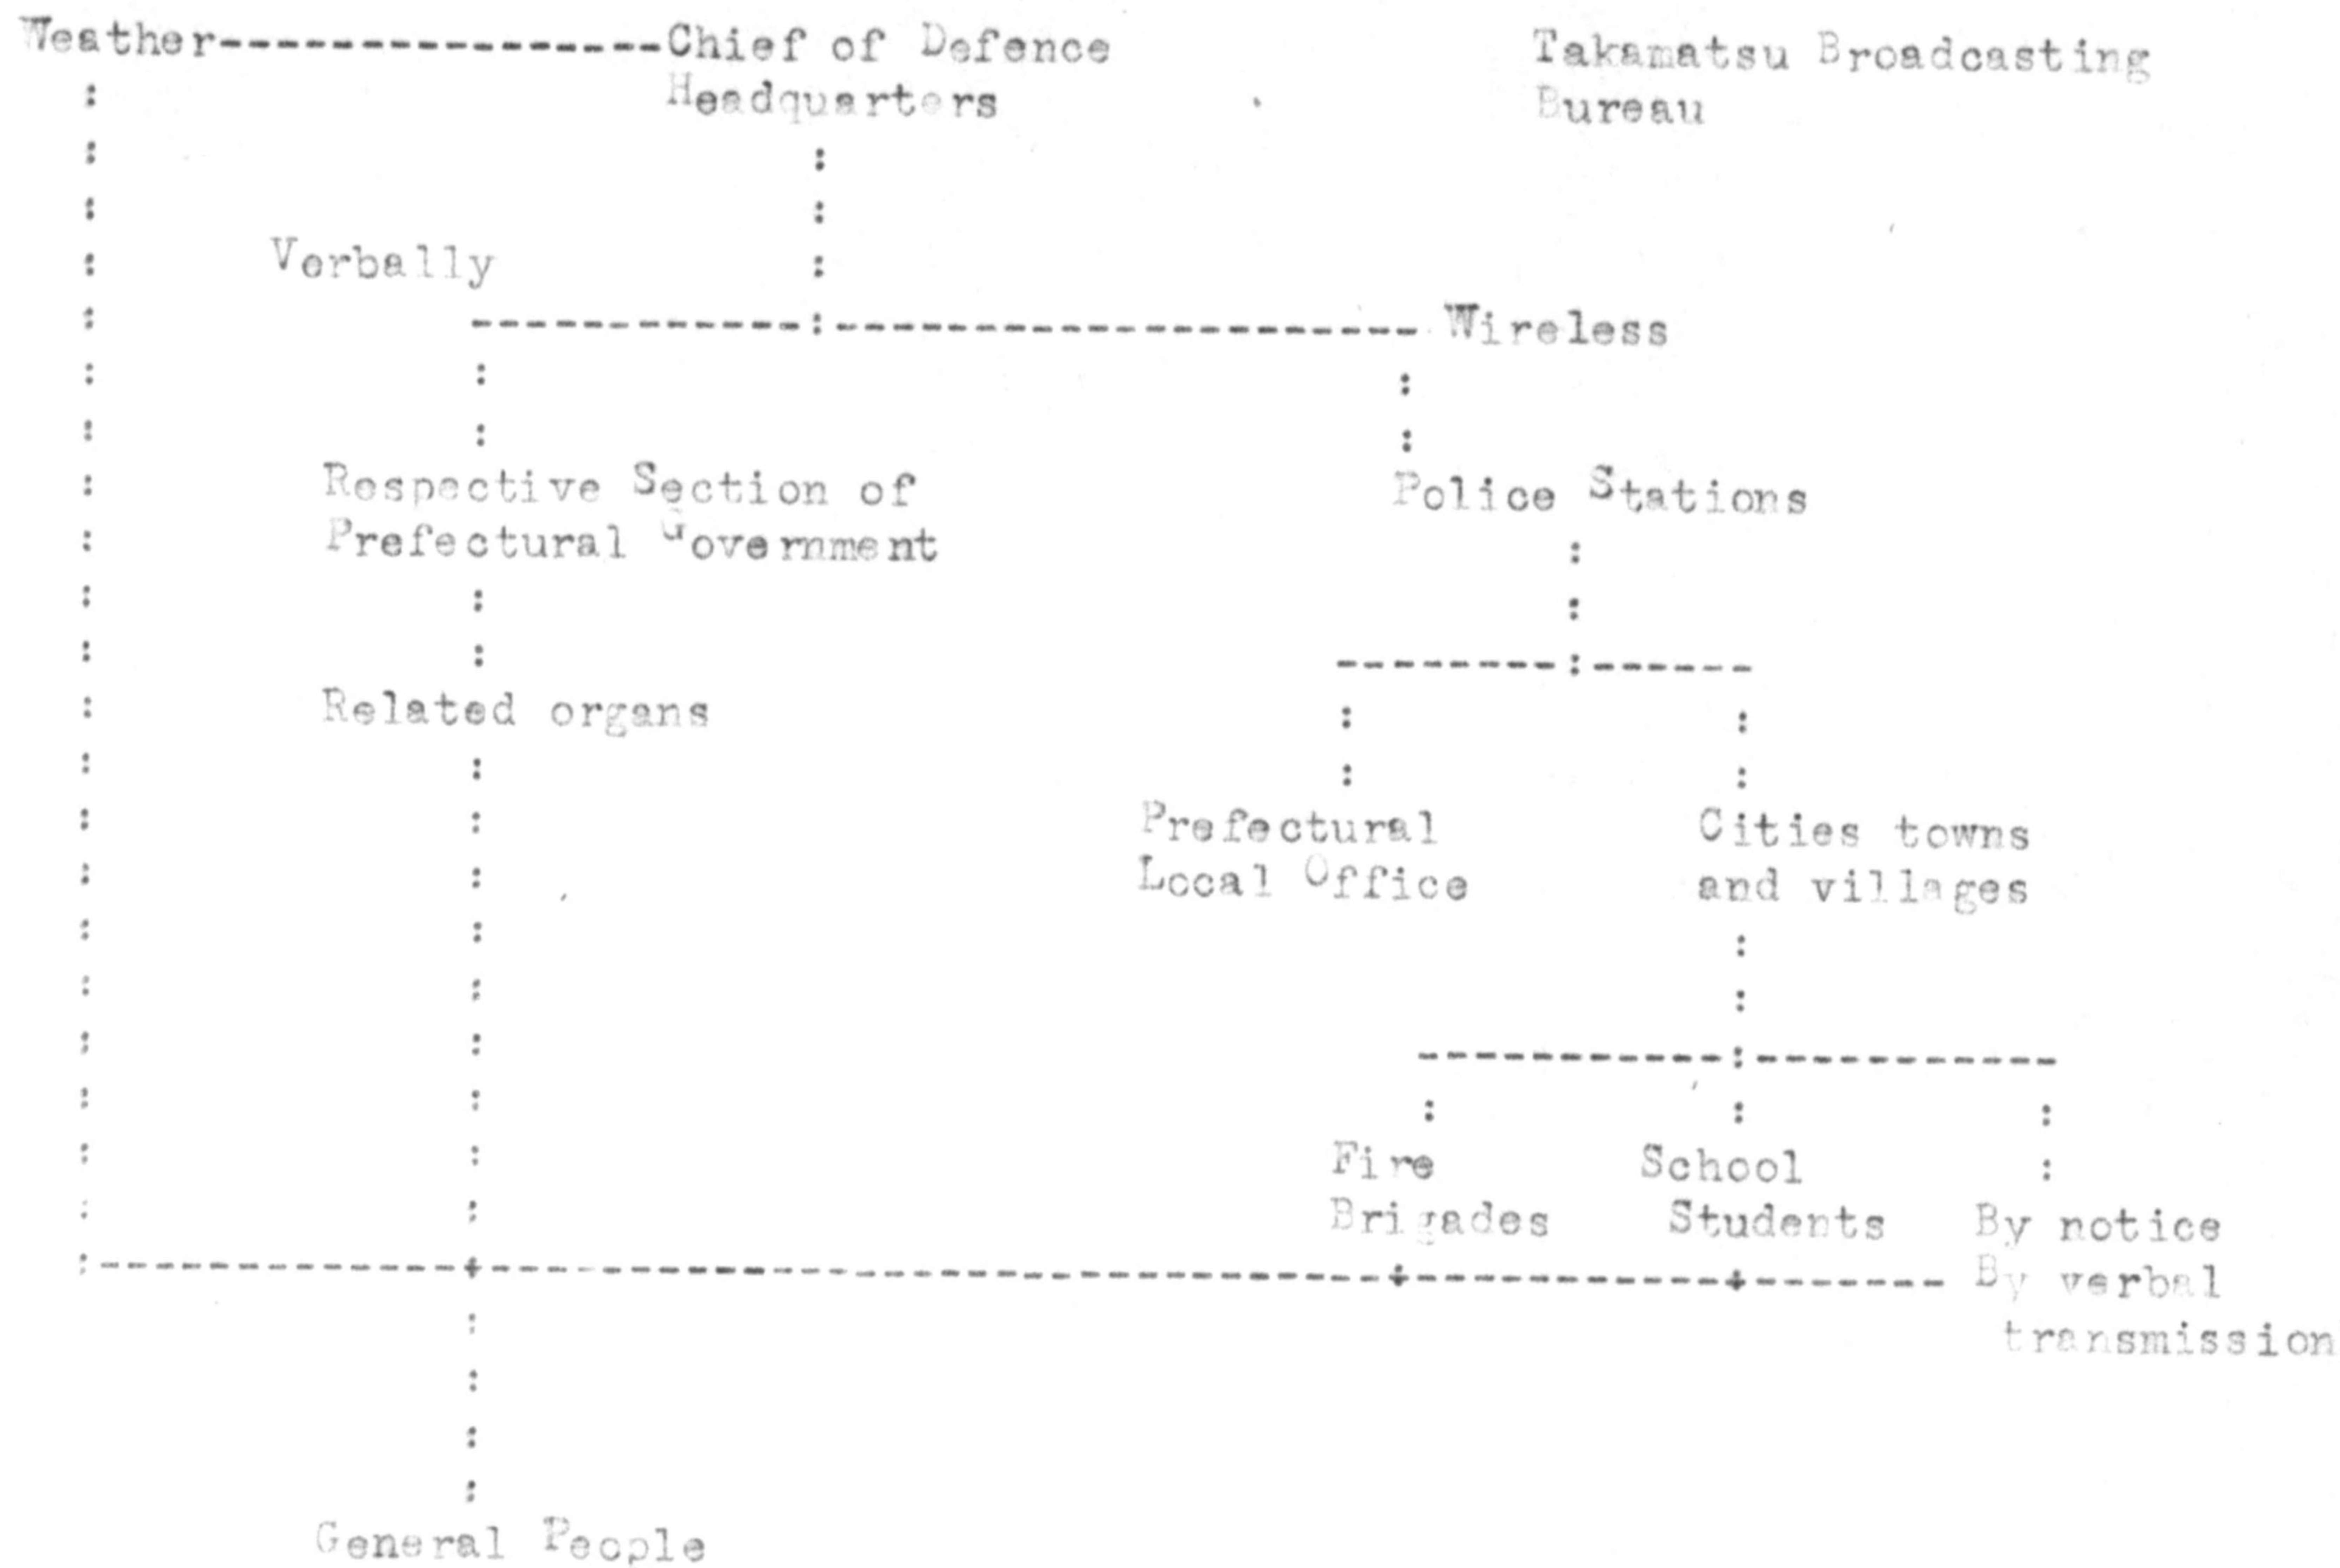 Weather----------------Chief of Defence
Headquarters
Takamatsu Broadcasting
Bureau
Verbally
Wireless
Respective Section of
Prefectural Government
Police Stations
Related organs
Prefectural
Local Office
Cities towns
and villages
Fire
Brigades
School
Students
By notice
By verbal
transmission
General People